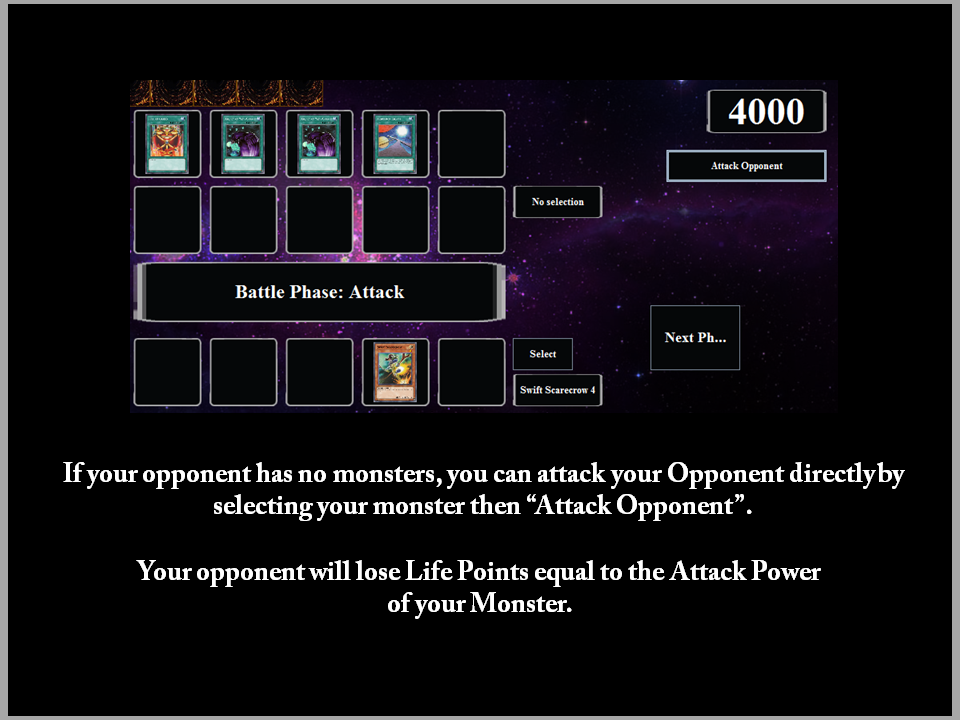 4000
Attack Opponent
No selection
Battle Phase: Attack
Next Ph...
Select
Swift Scarecrow 4
If your opponent has no monsters, you can attack your Opponent directly by
selecting your monster then “Attack Opponent”.
Your opponent will lose Life Points equal to the Attack Power
of your Monster.